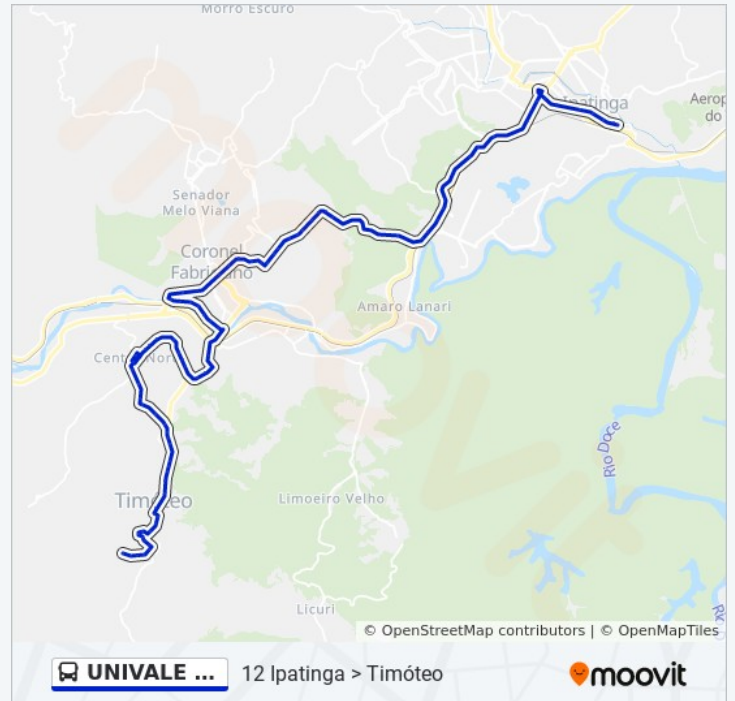 Morro Escuro
Ipatinga
Aerop
do
Senador
Melo Viana
Coronel
Fabriciano
Amaro Lanari
Centro Norte
Rio Doce
Timóteo
Limoeiro Velho
Licuri
© OpenStreetMap contributors | © OpenMapTiles
UNIVALE ...
12 Ipatinga > Timóteo
moovit